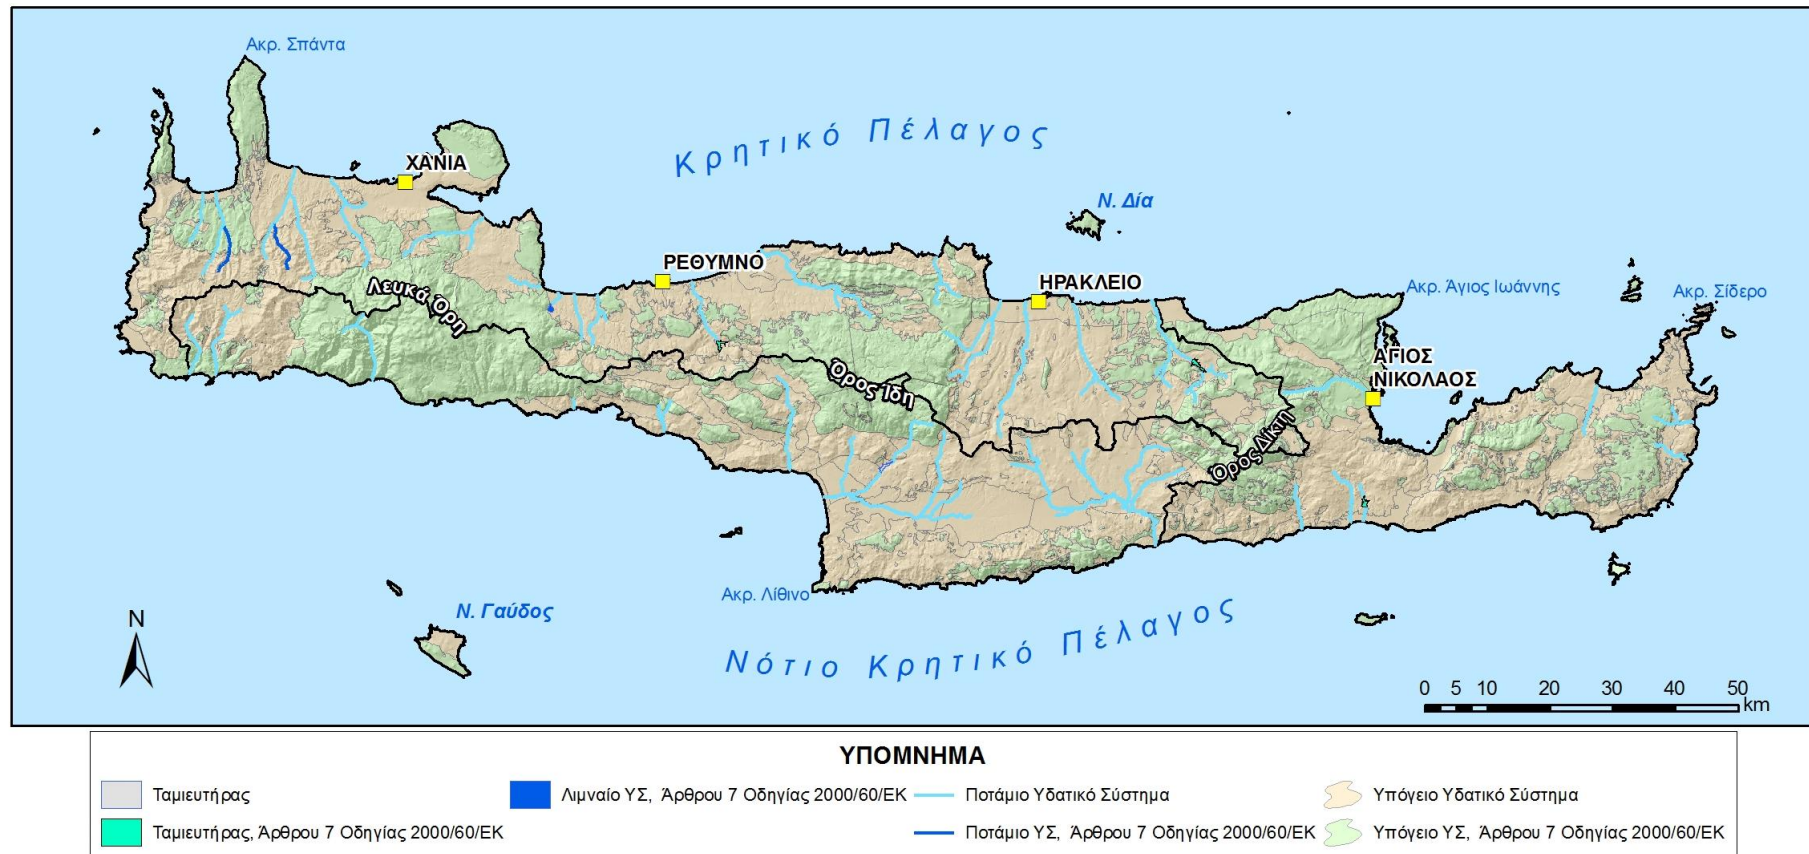 Ακρ. Σπάντα
Κρητικό Πέλαγος
ΧΑΝΙΑ
Ν. Δία
ΡΕΘΥΜΝΟ
ΗΡΑΚΛΕΙΟ
Λευκά Όρη
Ακρ. Άγιος Ιωάννης
Ακρ. Σίδερο
ΑΓΙΟΣ
ΝΙΚΟΛΑΟΣ
Όρος Ίδη
Όρος Δίκτη
Ακρ. Λίθινο
Ν. Γαύδος
Νότιο Κρητικό Πέλαγος
N
0 5 10 20 30 40 50
km
ΥΠΟΜΝΗΜΑ
Ταμιευτήρας
Λιμναίο ΥΣ, Άρθρου 7 Οδηγίας 2000/60/ΕΚ
Ποτάμιο Υδατικό Σύστημα
Υπόγειο Υδατικό Σύστημα
Ταμιευτήρας, Άρθρου 7 Οδηγίας 2000/60/ΕΚ
Ποτάμιο ΥΣ, Άρθρου 7 Οδηγίας 2000/60/ΕΚ
Υπόγειο ΥΣ, Άρθρου 7 Οδηγίας 2000/60/ΕΚ